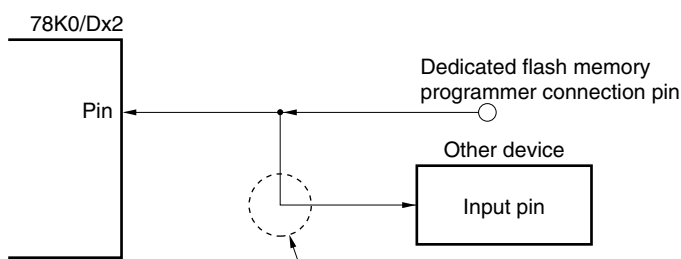 78K0/Dx2
Dedicated flash memory
programmer connection pin
Pin
Other device
Input pin